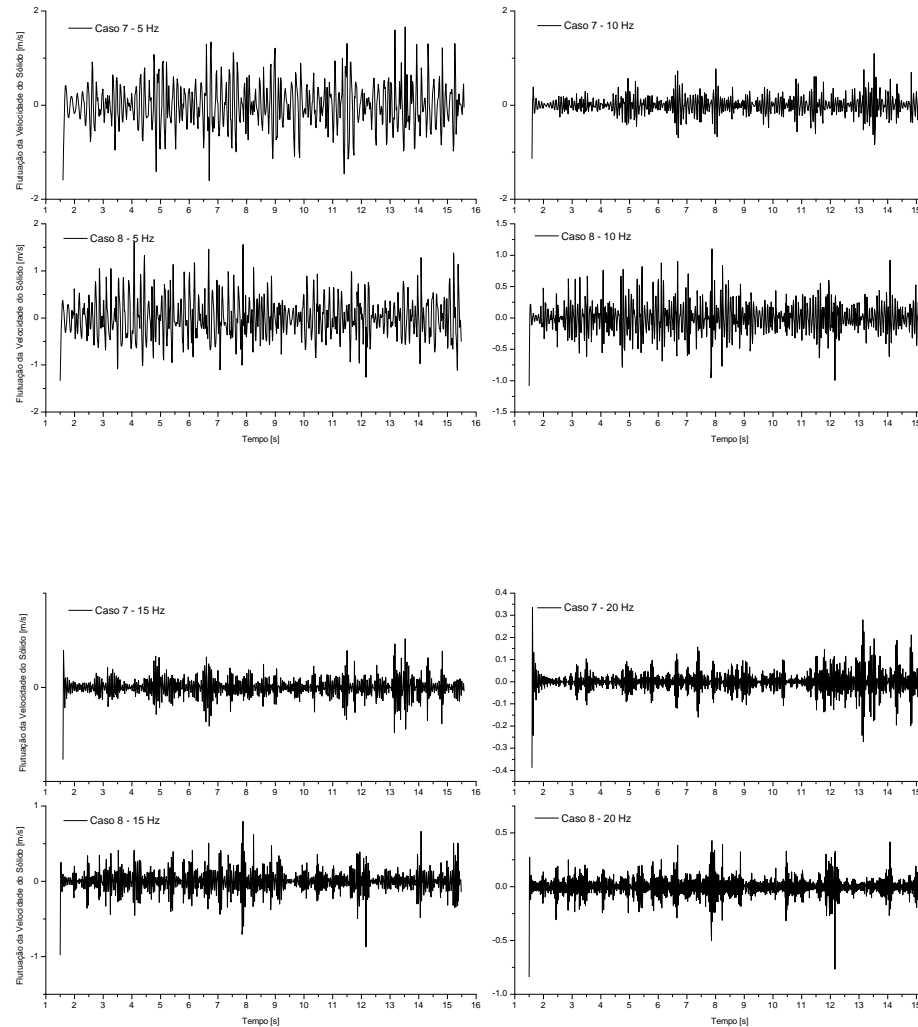 Caso 7 - 5 Hz
Flutuação da Velocidade do Sólido [m/s]
2
0
-2
1 2 3 4 5 6 7 8 9 10 11 12 13 14 15 16
Caso 7 - 10 Hz
2
0
2
1 2 3 4 5 6 7 8 9 10 11 12 13 14 15
Caso 8 - 5 Hz
Flutuação da Velocidade do Sólido [m/s]
2
1
0
-1
-2
1 2 3 4 5 6 7 8 9 10 11 12 13 14 15 16
Tempo [s]
Caso 8 - 10 Hz
1.5
1.0
0.5
0.0
-0.5
-1.0
-1.5
1 2 3 4 5 6 7 8 9 10 11 12 13 14 15
Tempo [s]
Caso 7 - 15 Hz
Flutuação da Velocidade do Sólido [m/s]
0
1 2 3 4 5 6 7 8 9 10 11 12 13 14 15 16
Caso 7 - 20 Hz
0.4
0.3
0.2
0.1
0.0
-0.1
-0.2
-0.3
-0.4
1 2 3 4 5 6 7 8 9 10 11 12 13 14 15
Caso 8 - 15 Hz
Flutuação da Velocidade do Sólido [m/s]
1
0
-1
1 2 3 4 5 6 7 8 9 10 11 12 13 14 15 16
Tempo [s]
Caso 8 - 20 Hz
0.5
0.0
-0.5
-1.0
1 2 3 4 5 6 7 8 9 10 11 12 13 14 15
Tempo [s]